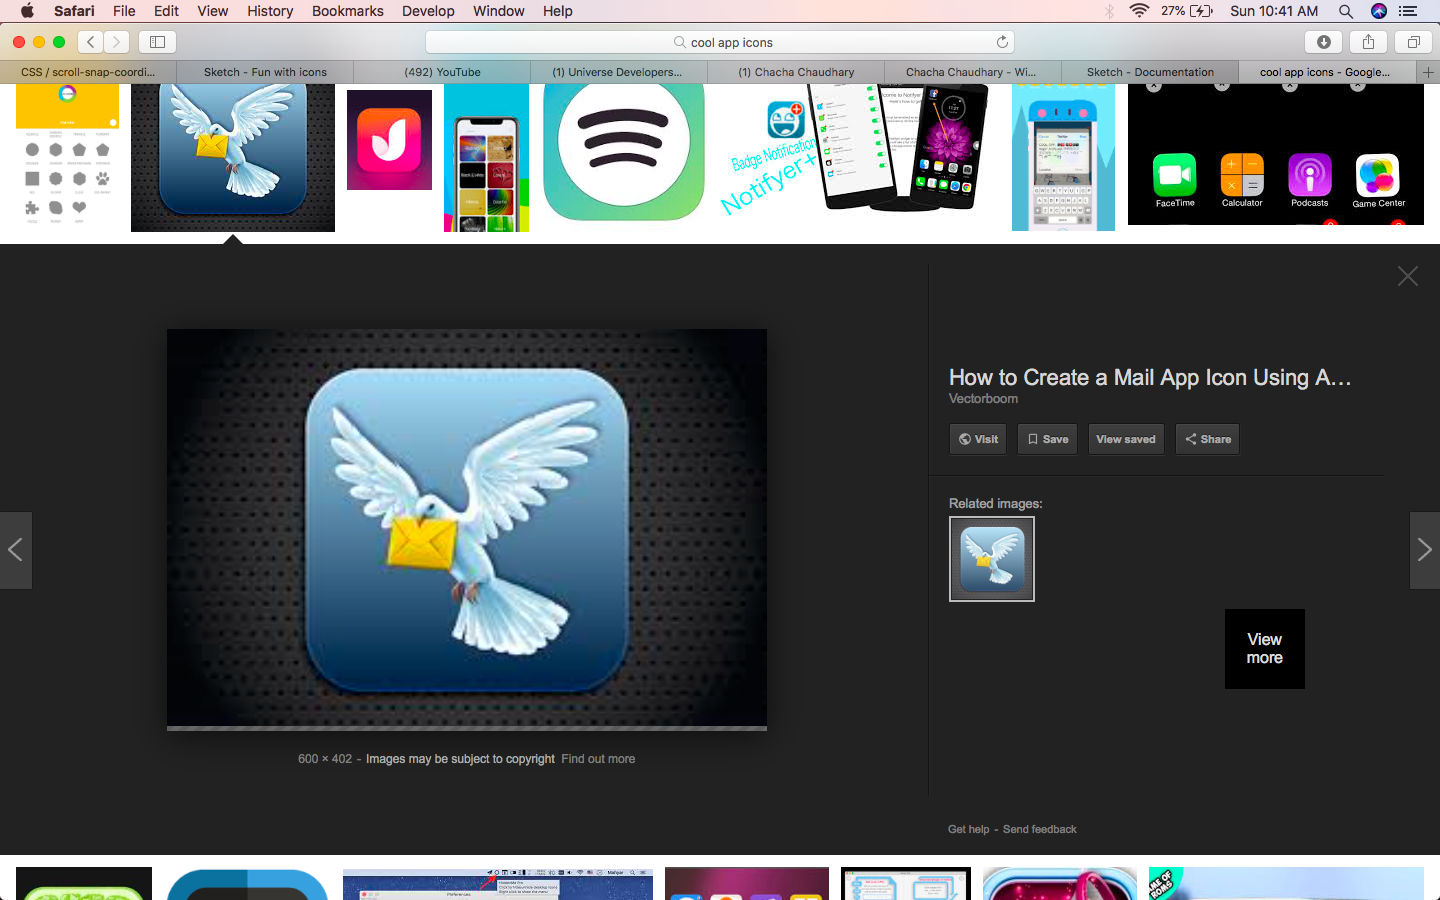 Safari File Edit View History Bookmarks Develop Window Help 27% Sun 10:41 AM
cool app icons
CSS / scroll-snap-coordi... Sketch - Fun with icons (492) YouTube (1) Universe Developers... (1) Chacha Chaudhary Chacha Chaudhary - Wi... Sketch - Documentation cool app icons - Google...
Badge Notification
Notifyer+
FaceTime Calculator Podcasts Game Center
How to Create a Mail App Icon Using A...
Vectorboom
Visit Save View saved Share
Related images:
View
more
600 × 402 - Images may be subject to copyright Find out more
Get help - Send feedback
Preferences